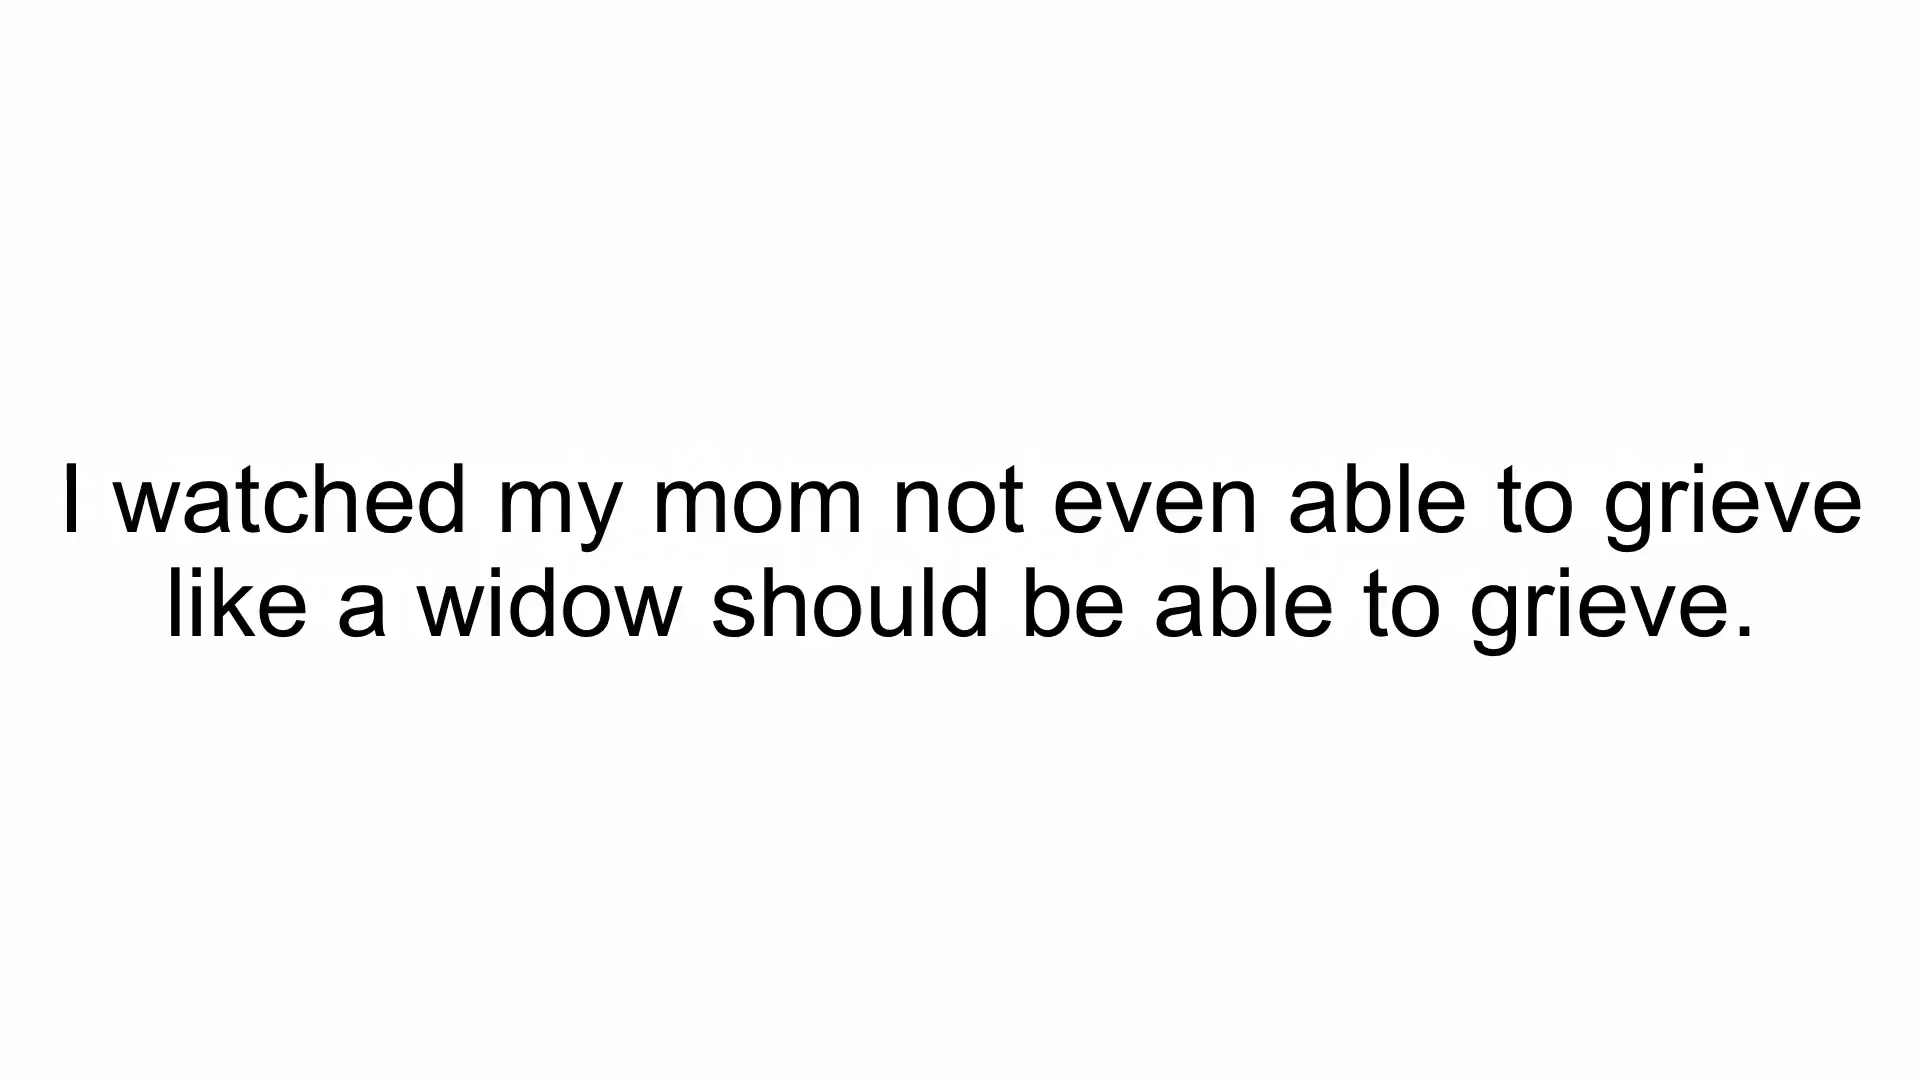 I watched my mom not even able to grieve
like a widow should be able to grieve.